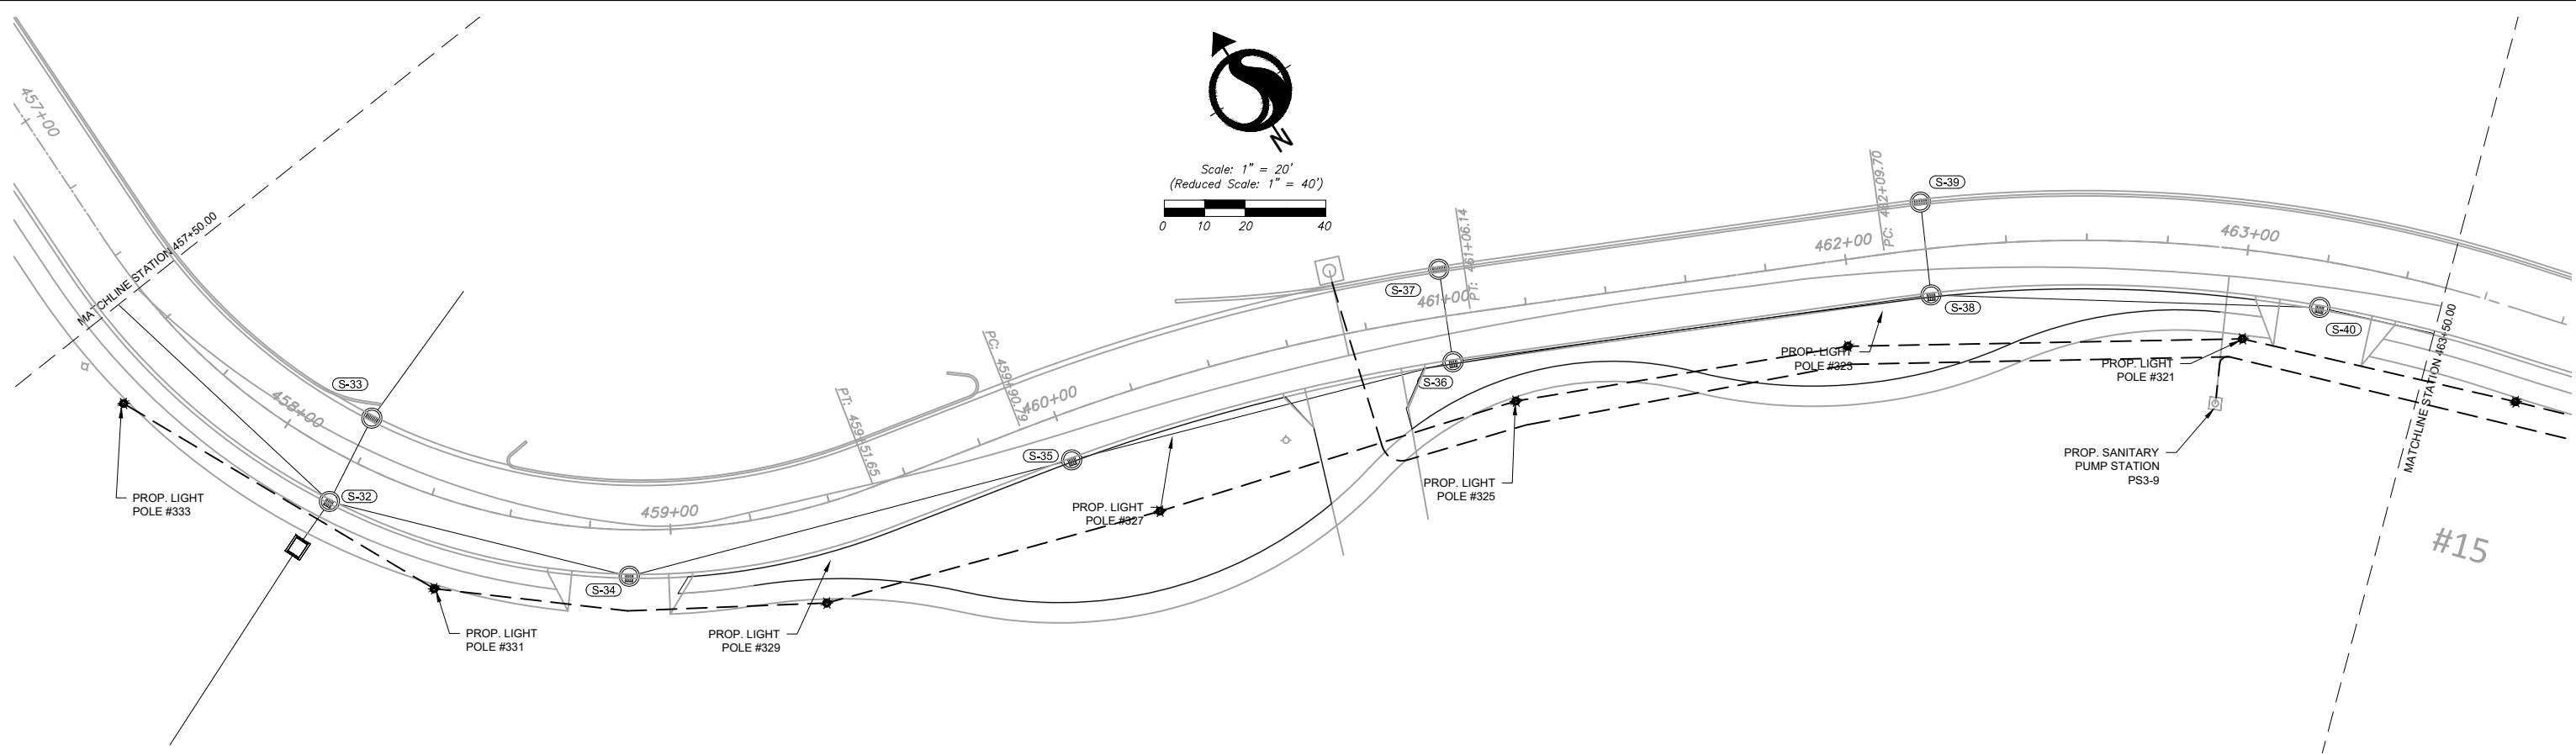 457+00
MATCHLINE STATION 457+50.00
N
Scale: 1" = 20'
(Reduced Scale: 1" = 40')
0 10 20 40
S-33
458+00
S-32
PROP. LIGHT
POLE #333
PROP. LIGHT
POLE #331
S-34
459+00
PROP. LIGHT
POLE #329
PT: 459+51.65
PC: 459+90.79
460+00
S-35
PROP. LIGHT
POLE #327
S-37
461+00
PT: 461+06.14
S-36
PROP. LIGHT
POLE #325
462+00
PC: 462+09.70
S-39
S-38
PROP. LIGHT
POLE #323
463+00
S-40
PROP. LIGHT
POLE #321
PROP. SANITARY
PUMP STATION
PS3-9
MATCHLINE STATION 463+50.00
#15